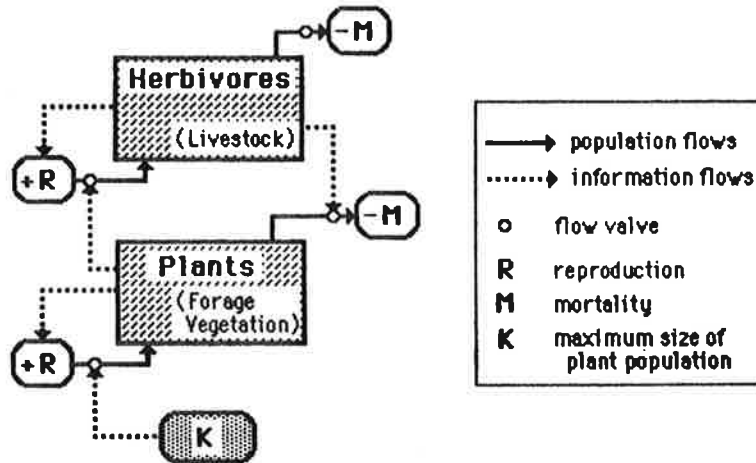 -M
Herbivores
(Livestock)
+R
-M
Plants
(Forage
Vegetation)
+R
K
population flows
information flows
flow valve
R reproduction
M mortality
K maximum size of
plant population